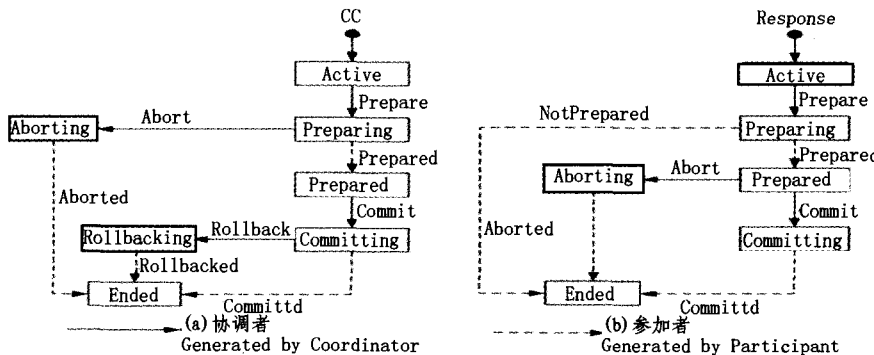 CC
Active
Prepare
Aborting
Abort
Preparing
Prepared
Prepared
Aborted
Commit
Rollbacking
Rollback
Committing
Rollbacked
Ended
Committd
(a)协调者
Generated by Coordinator
Response
Active
Prepare
NotPrepared
Preparing
Prepared
Aborting
Abort
Prepared
Commit
Aborted
Committing
Ended
Committd
(b)参加者
Generated by Participant